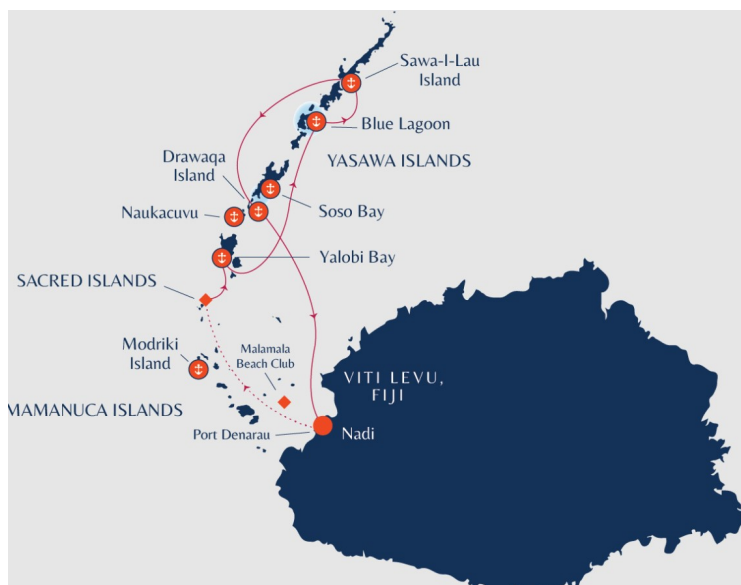 Sawa-I-Lau
Island
Blue Lagoon
YASAWA ISLANDS
Drawaqa
Island
Naukacuvu
Soso Bay
Yalobi Bay
SACRED ISLANDS
Modriki
Island
Malamala
Beach Club
MAMANUCA ISLANDS
VITI LEVU,
FIJI
Port Denarau
Nadi